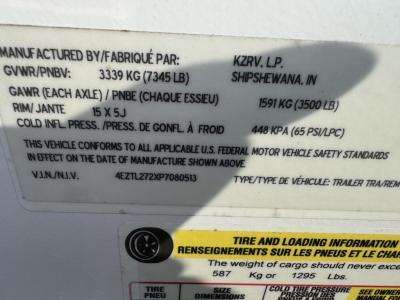 MANUFACTURED BY/FABRIQUÉ PAR: KZRV, L.P.
GVWR/PNBV: 3339 KG (7345 LB) SHIPSHEWANA, IN
GAWR (EACH AXLE) / PNBE (CHAQUE ESSIEU) 1591 KG (3500 LB)
RIM/JANTE 15 X 5J
COLD INFL. PRESS./PRESS. DE GONFL. À FROID 448 KPA (65 PSI/LPC)
THIS VEHICLE CONFORMS TO ALL APPLICABLE U.S. FEDERAL MOTOR VEHICLE SAFETY STANDARDS
IN EFFECT ON THE DATE OF MANUFACTURE SHOWN ABOVE.
V.I.N./N.I.V. 4EZTL272XP7080513 TYPE/TYPE DE VÉHICULE: TRAILER TRA/REM
TIRE AND LOADING INFORMATION
RENSEIGNEMENTS SUR LES PNEUS ET LE CHAR
The weight of cargo should never exce
587 Kg or 1295 Lbs.
TIRE SIZE COLD TIRE PRESSURE SEE OWNE
PNEU DIMENSIONS